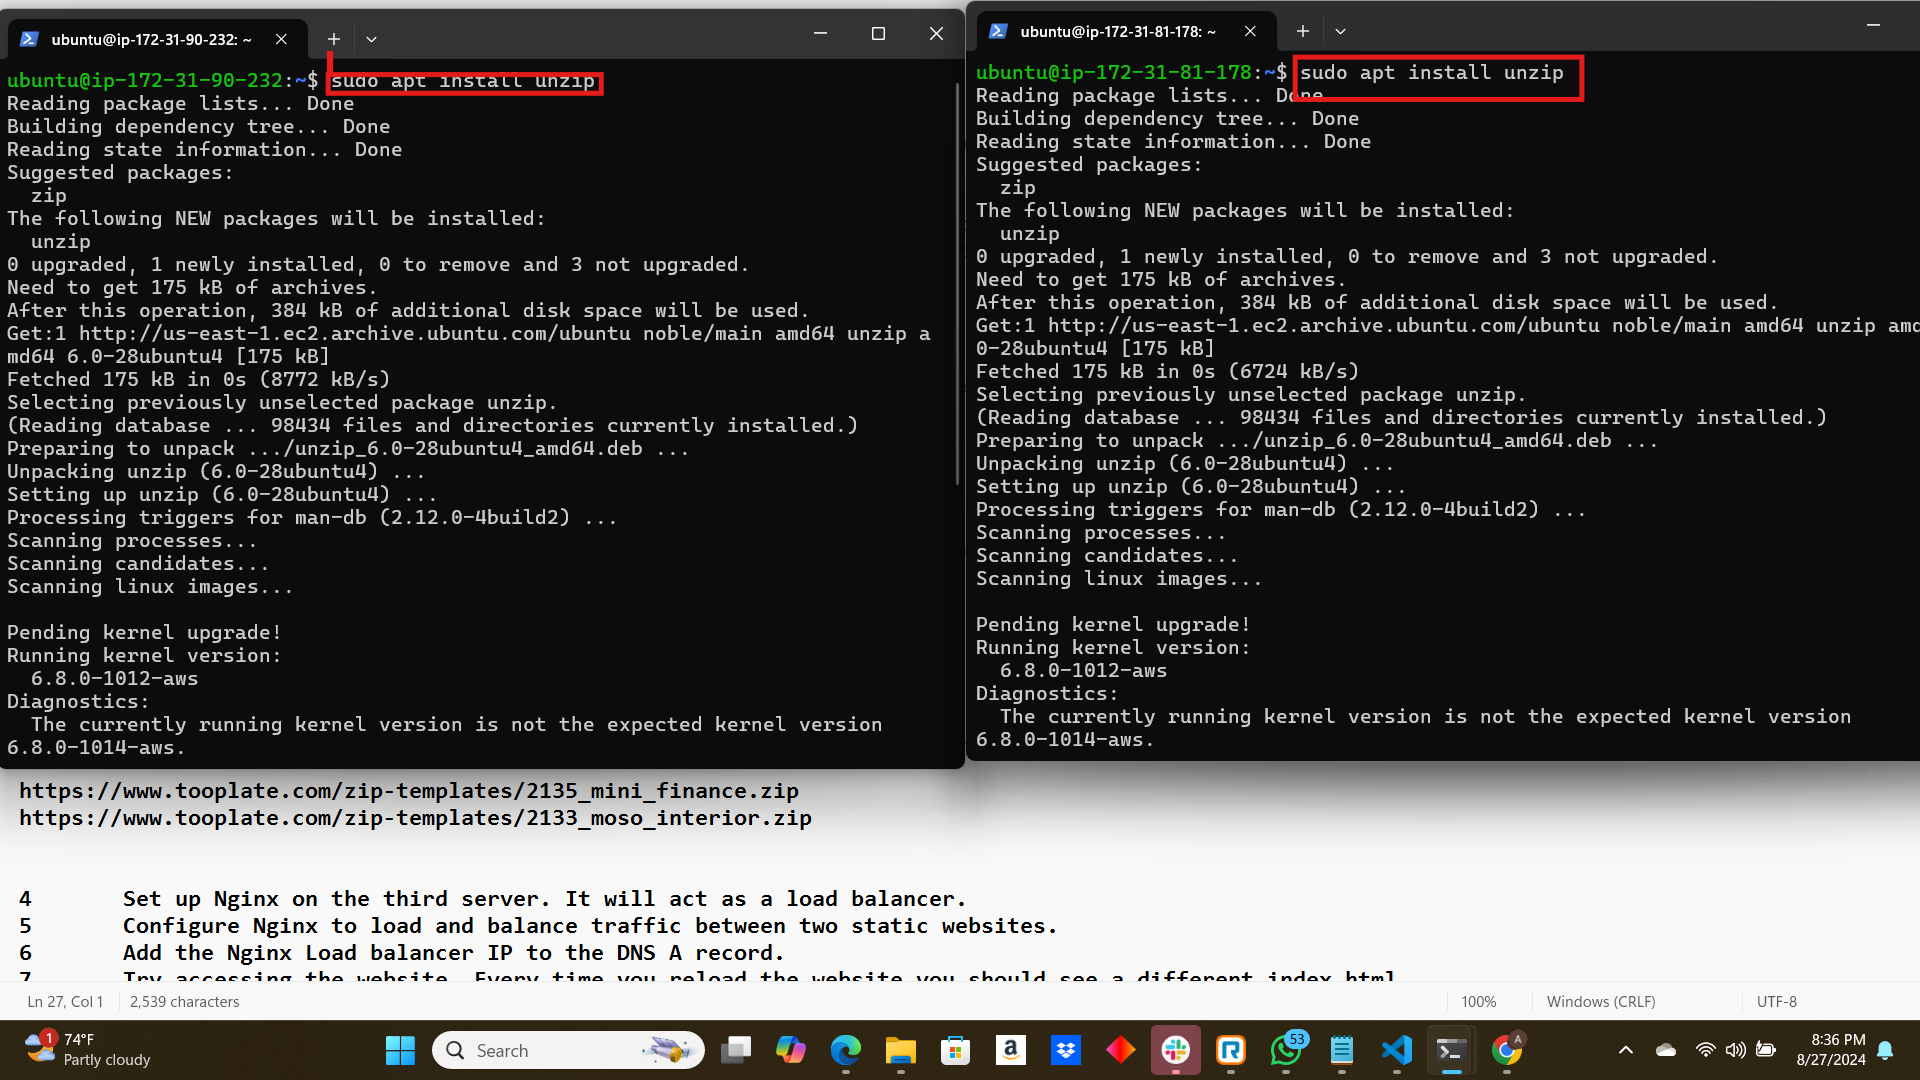 ubuntu@ip-172-31-90-232: ~
ubuntu@ip-172-31-90-232:~$ sudo apt install unzip
Reading package lists... Done
Building dependency tree... Done
Reading state information... Done
Suggested packages:
  zip
The following NEW packages will be installed:
  unzip
0 upgraded, 1 newly installed, 0 to remove and 3 not upgraded.
Need to get 175 kB of archives.
After this operation, 384 kB of additional disk space will be used.
Get:1 http://us-east-1.ec2.archive.ubuntu.com/ubuntu noble/main amd64 unzip a
md64 6.0-28ubuntu4 [175 kB]
Fetched 175 kB in 0s (8772 kB/s)
Selecting previously unselected package unzip.
(Reading database ... 98434 files and directories currently installed.)
Preparing to unpack .../unzip_6.0-28ubuntu4_amd64.deb ...
Unpacking unzip (6.0-28ubuntu4) ...
Setting up unzip (6.0-28ubuntu4) ...
Processing triggers for man-db (2.12.0-4build2) ...
Scanning processes...
Scanning candidates...
Scanning linux images...
Pending kernel upgrade!
Running kernel version:
  6.8.0-1012-aws
Diagnostics:
  The currently running kernel version is not the expected kernel version
6.8.0-1014-aws.
ubuntu@ip-172-31-81-178: ~
ubuntu@ip-172-31-81-178:~$ sudo apt install unzip
Reading package lists... Done
Building dependency tree... Done
Reading state information... Done
Suggested packages:
  zip
The following NEW packages will be installed:
  unzip
0 upgraded, 1 newly installed, 0 to remove and 3 not upgraded.
Need to get 175 kB of archives.
After this operation, 384 kB of additional disk space will be used.
Get:1 http://us-east-1.ec2.archive.ubuntu.com/ubuntu noble/main amd64 unzip amd
0-28ubuntu4 [175 kB]
Fetched 175 kB in 0s (6724 kB/s)
Selecting previously unselected package unzip.
(Reading database ... 98434 files and directories currently installed.)
Preparing to unpack .../unzip_6.0-28ubuntu4_amd64.deb ...
Unpacking unzip (6.0-28ubuntu4) ...
Setting up unzip (6.0-28ubuntu4) ...
Processing triggers for man-db (2.12.0-4build2) ...
Scanning processes...
Scanning candidates...
Scanning linux images...
Pending kernel upgrade!
Running kernel version:
  6.8.0-1012-aws
Diagnostics:
  The currently running kernel version is not the expected kernel version
6.8.0-1014-aws.
https://www.tooplate.com/zip-templates/2135_mini_finance.zip
https://www.tooplate.com/zip-templates/2133_moso_interior.zip
4 Set up Nginx on the third server. It will act as a load balancer.
5 Configure Nginx to load and balance traffic between two static websites.
6 Add the Nginx Load balancer IP to the DNS A record.
7 Try accessing the website. Every time you reload the website you should see a different index.html
Ln 27, Col 1 2,539 characters 100% Windows (CRLF) UTF-8
1 74°F
Partly cloudy
Search
a
53
A
8:36 PM
8/27/2024